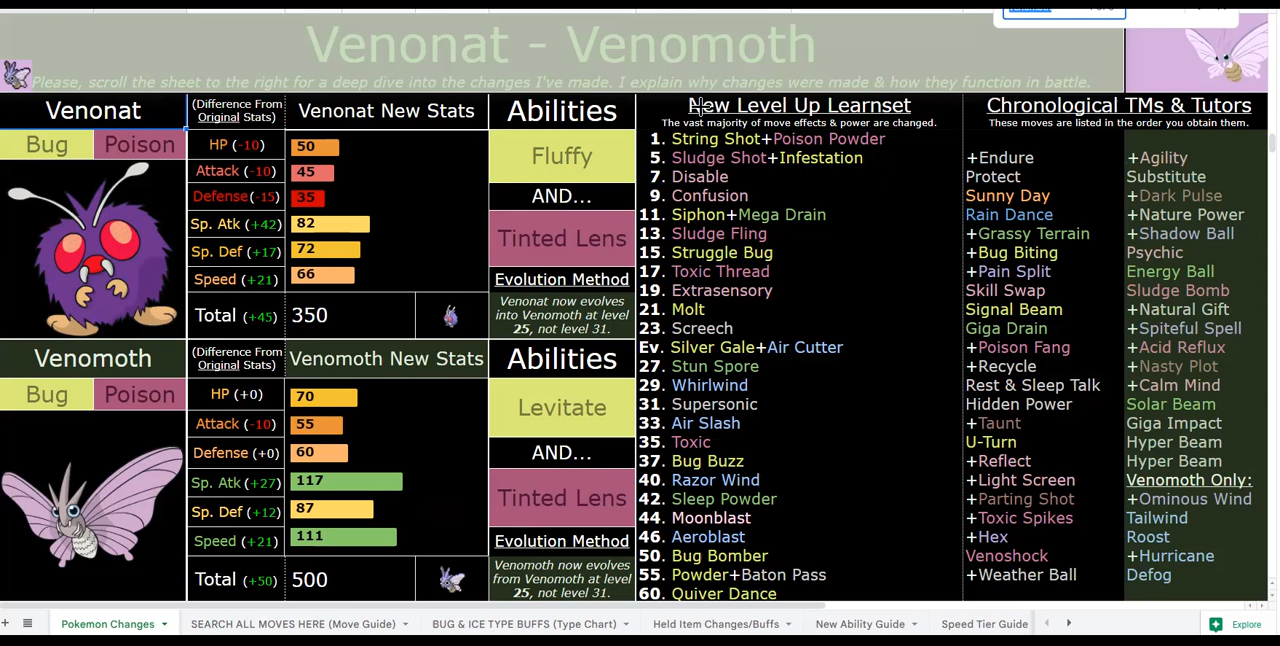 Venonat - Venomoth
Please, scroll the sheet to the right for a deep dive into the changes I've made. I explain why changes were made & how they function in battle.
Venonat
(Difference From Original Stats)
Venonat New Stats
Abilities
Bug Poison
HP (-10) 50
Attack (-10) 45
Defense (-15) 35
Sp. Atk (+42) 82
Sp. Def (+17) 72
Speed (+21) 66
Total (+45) 350
Fluffy
AND...
Tinted Lens
Evolution Method
Venonat now evolves
into Venomoth at level
25, not level 31.
Venomoth
(Difference From Original Stats)
Venomoth New Stats
Abilities
Bug Poison
HP (+0) 70
Attack (-10) 55
Defense (+0) 60
Sp. Atk (+27) 117
Sp. Def (+12) 87
Speed (+21) 111
Total (+50) 500
Levitate
AND...
Tinted Lens
Evolution Method
Venomoth now evolves
from Venomoth at level
25, not level 31.
New Level Up Learnset
The vast majority of move effects & power are changed.
1. String Shot+Poison Powder
5. Sludge Shot+Infestation
7. Disable
9. Confusion
11. Siphon+Mega Drain
13. Sludge Fling
15. Struggle Bug
17. Toxic Thread
19. Extrasensory
21. Molt
23. Screech
Ev. Silver Gale+Air Cutter
27. Stun Spore
29. Whirlwind
31. Supersonic
33. Air Slash
35. Toxic
37. Bug Buzz
40. Razor Wind
42. Sleep Powder
44. Moonblast
46. Aeroblast
50. Bug Bomber
55. Powder+Baton Pass
60. Quiver Dance
Chronological TMs & Tutors
These moves are listed in the order you obtain them.
+Endure
Protect
Sunny Day
Rain Dance
+Grassy Terrain
+Bug Biting
+Pain Split
Skill Swap
Signal Beam
Giga Drain
+Poison Fang
+Recycle
Rest & Sleep Talk
Hidden Power
+Taunt
U-Turn
+Reflect
+Light Screen
+Parting Shot
+Toxic Spikes
+Hex
Venoshock
+Weather Ball
+Agility
Substitute
+Dark Pulse
+Nature Power
+Shadow Ball
Psychic
Energy Ball
Sludge Bomb
+Natural Gift
+Spiteful Spell
+Acid Reflux
+Nasty Plot
+Calm Mind
Solar Beam
Giga Impact
Hyper Beam
Hyper Beam
Venomoth Only:
+Ominous Wind
Tailwind
Roost
+Hurricane
Defog
Pokemon Changes
SEARCH ALL MOVES HERE (Move Guide)
BUG & ICE TYPE BUFFS (Type Chart)
Held Item Changes/Buffs
New Ability Guide
Speed Tier Guide
Explore